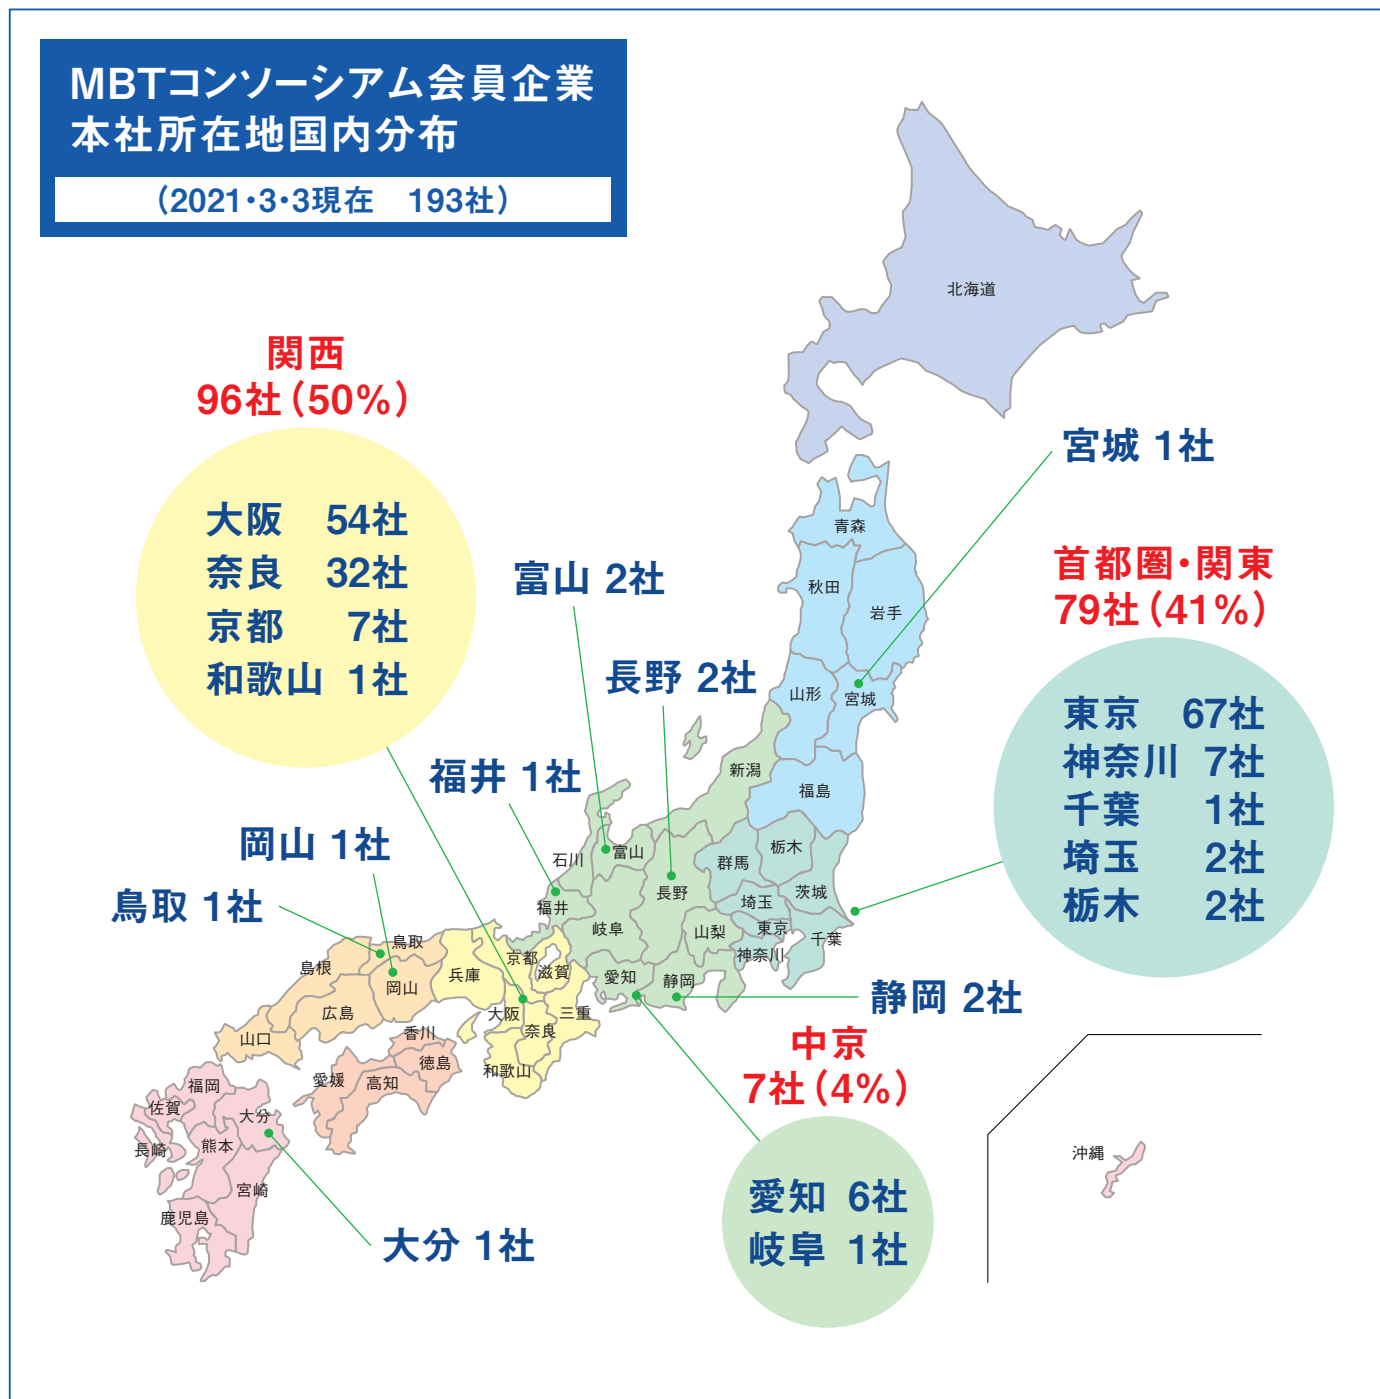 MBTコンソーシアム会員企業
本社所在地国内分布
(2021・3・3現在　193社)
関西
96社(50%)
大阪　54社
奈良　32社
京都　7社
和歌山 1社
富山 2社
長野 2社
福井 1社
岡山 1社
鳥取 1社
宮城 1社
首都圏・関東
79社(41%)
東京　67社
神奈川 7社
千葉　1社
埼玉　2社
栃木　2社
静岡 2社
中京
7社(4%)
愛知 6社
岐阜 1社
大分 1社
北海道
青森
秋田
岩手
山形
宮城
新潟
福島
石川
富山
群馬
栃木
長野
茨城
埼玉
福井
岐阜
山梨
東京
千葉
神奈川
鳥取
島根
岡山
兵庫
京都
滋賀
愛知
静岡
広島
大阪
三重
奈良
山口
香川
徳島
和歌山
愛媛
高知
福岡
佐賀
大分
長崎
熊本
宮崎
鹿児島
沖縄